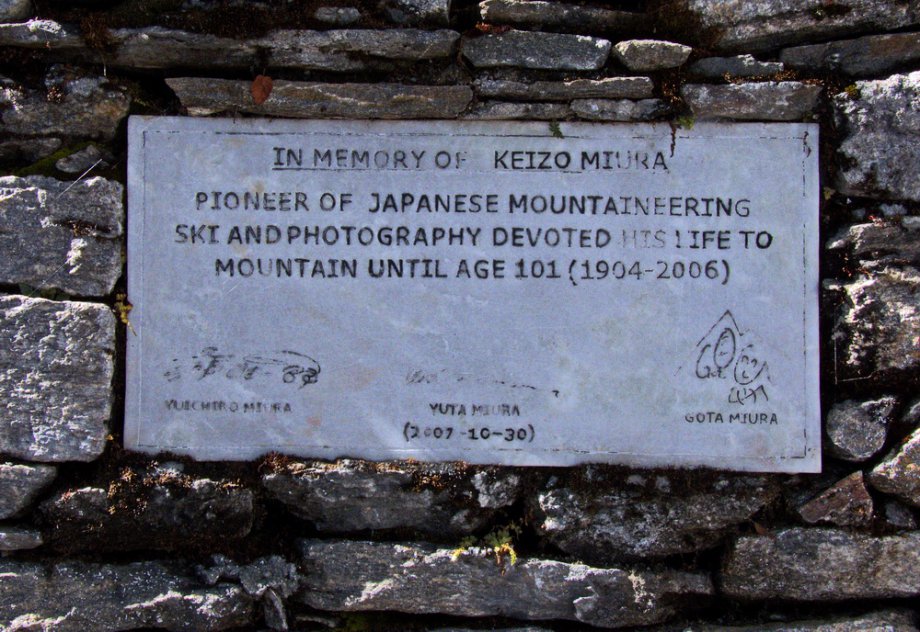 IN MEMORY OF KEIZO MIURA
PIONEER OF JAPANESE MOUNTAINEERING
SKI AND PHOTOGRAPHY DEVOTED HIS LIFE TO
MOUNTAIN UNTIL AGE 101 (1904-2006)
YUICHIRO MIURA YUTA MIURA GOTA MIURA
(2007-10-30)